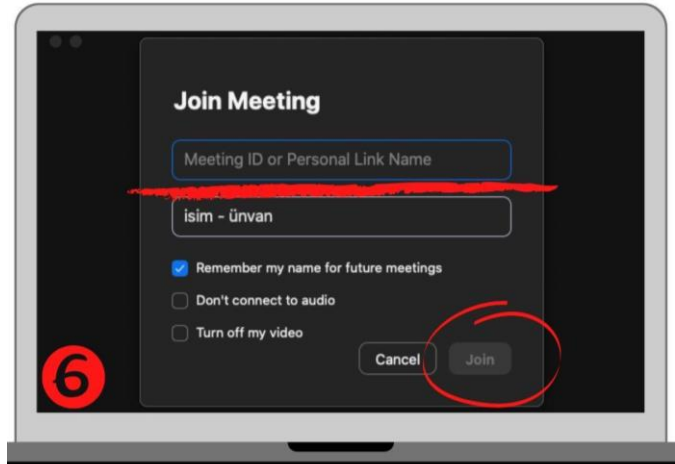 Join Meeting
Meeting ID or Personal Link Name
isim - ünvan
Remember my name for future meetings
Don't connect to audio
Turn off my video
Cancel
Join
6